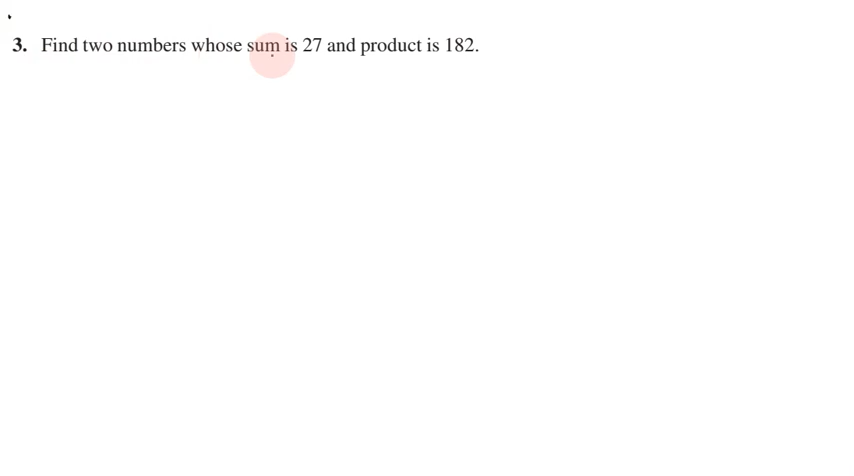 3. Find two numbers whose sum is 27 and product is 182.